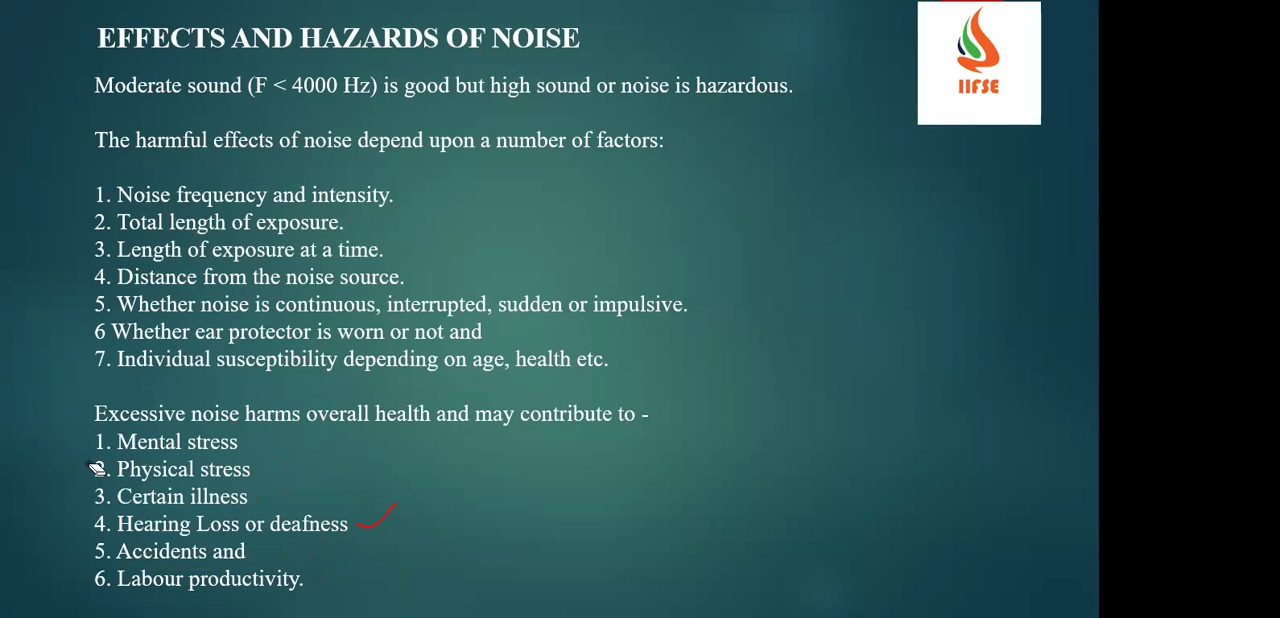 EFFECTS AND HAZARDS OF NOISE
IIFSE
Moderate sound (F < 4000 Hz) is good but high sound or noise is hazardous.
The harmful effects of noise depend upon a number of factors:
1. Noise frequency and intensity.
2. Total length of exposure.
3. Length of exposure at a time.
4. Distance from the noise source.
5. Whether noise is continuous, interrupted, sudden or impulsive.
6 Whether ear protector is worn or not and
7. Individual susceptibility depending on age, health etc.
Excessive noise harms overall health and may contribute to -
1. Mental stress
2. Physical stress
3. Certain illness
4. Hearing Loss or deafness
5. Accidents and
6. Labour productivity.